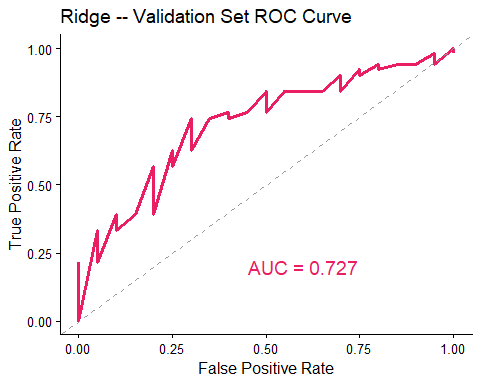 Ridge -- Validation Set ROC Curve
True Positive Rate
1.00
0.75
0.50
0.25
0.00
AUC = 0.727
0.00 0.25 0.50 0.75 1.00
False Positive Rate